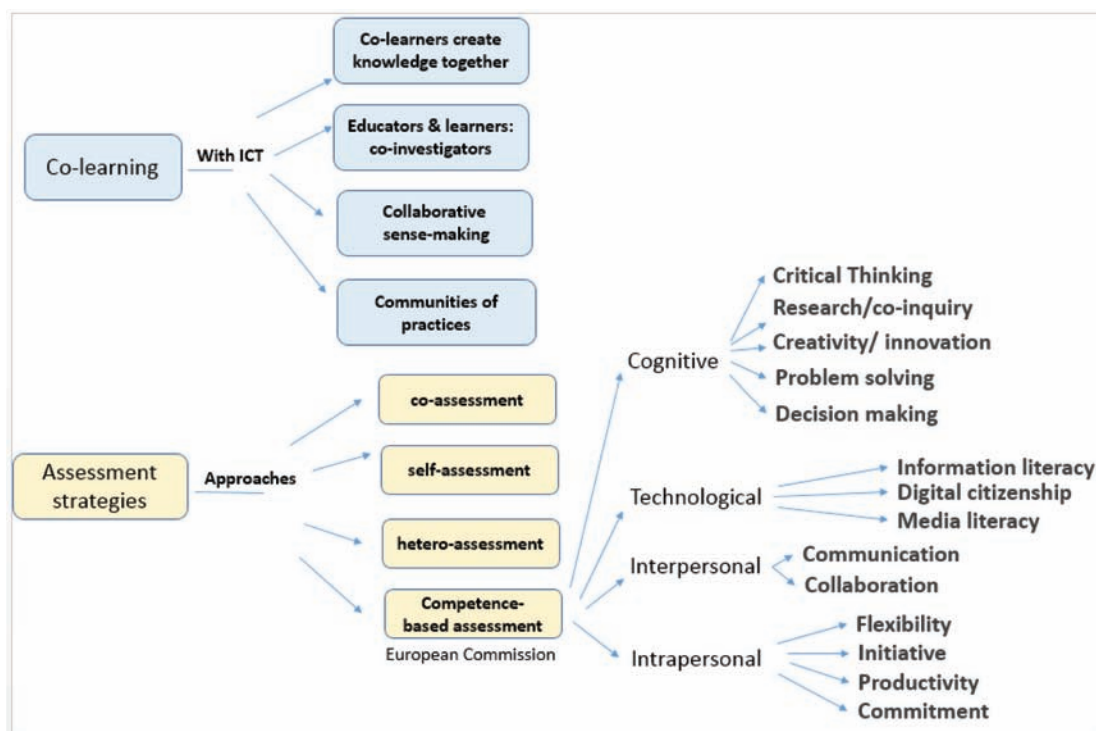 Co-learners create
knowledge together
Educators & learners:
co-investigators
Co-learning
With ICT
Collaborative
sense-making
Communities of
practices
Assessment
strategies
Approaches
co-assessment
self-assessment
hetero-assessment
Competence-
based assessment
European Commission
Cognitive
Critical Thinking
Research/co-inquiry
Creativity/ innovation
Problem solving
Decision making
Technological
Information literacy
Digital citizenship
Media literacy
Interpersonal
Communication
Collaboration
Intrapersonal
Flexibility
Initiative
Productivity
Commitment